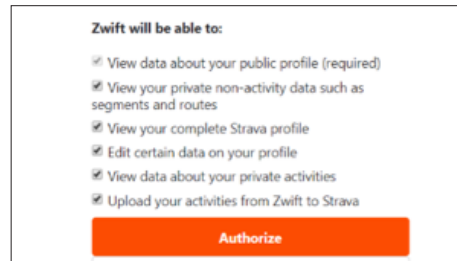 Zwift will be able to:
View data about your public profile (required)
View your private non-activity data such as
segments and routes
View your complete Strava profile
Edit certain data on your profile
View data about your private activities
Upload your activities from Zwift to Strava
Authorize